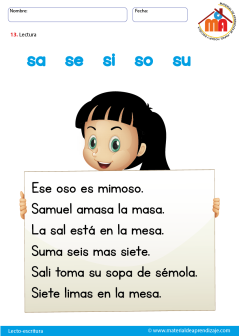 Nombre:
Fecha:
13. Lectura
sa se si so su
Ese oso es mimoso.
Samuel amasa la masa.
La sal está en la mesa.
Suma seis mas siete.
Sali toma su sopa de sémola.
Siete limas en la mesa.
Lecto-escritura
© www.materialdeaprendizaje.com